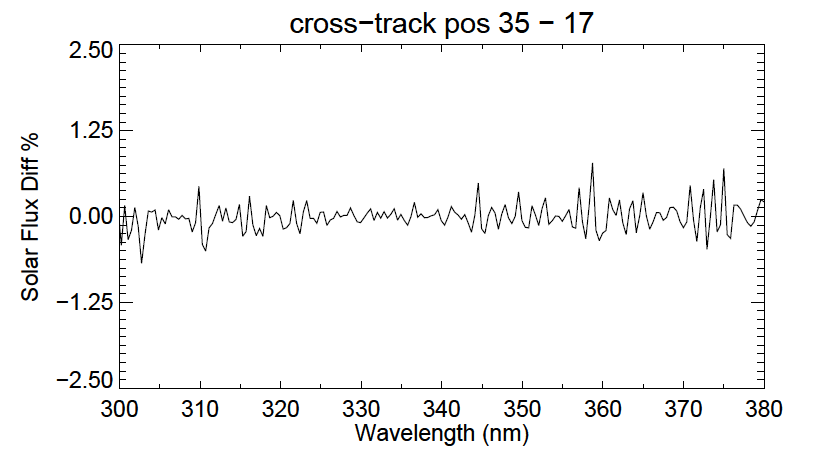 cross−track pos 35 − 17
2.50
1.25
0.00
−1.25
−2.50
Solar Flux Diff %
300 310 320 330 340 350 360 370 380
Wavelength (nm)